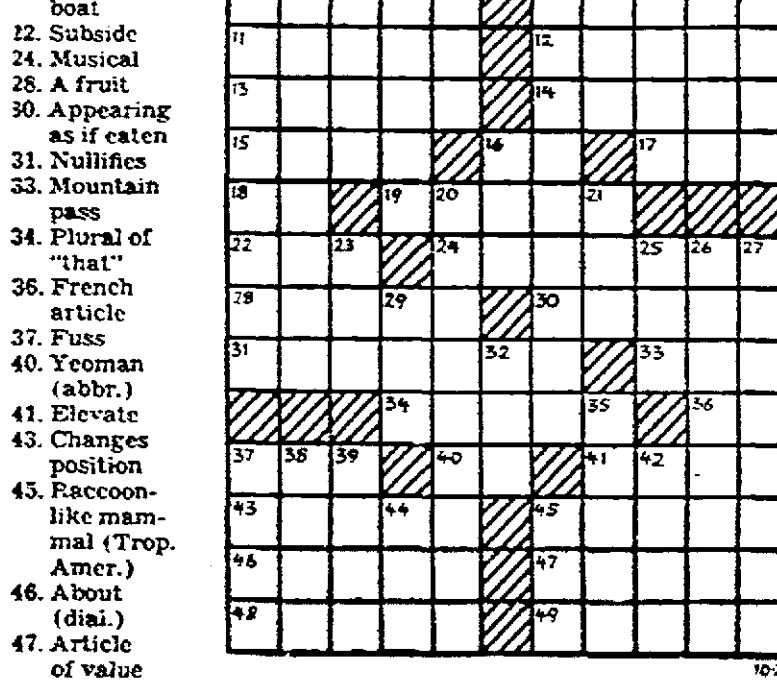 boat
22. Subside
24. Musical
28. A fruit
30. Appearing
as if eaten
31. Nullifies
33. Mountain
pass
34. Plural of
"that"
36. French
article
37. Fuss
40. Yeoman
(abbr.)
41. Elevate
43. Changes
position
45. Raccoon-
like mam-
mal (Trop.
Amer.)
46. About
(dial.)
47. Article
of value
11 12
13 14
15 16 17
18 19 20 21
22 23 24 25 26 27
28 29 30
31 32 33
34 35 36
37 38 39 40 41 42
43 44 45
46 47
48 49